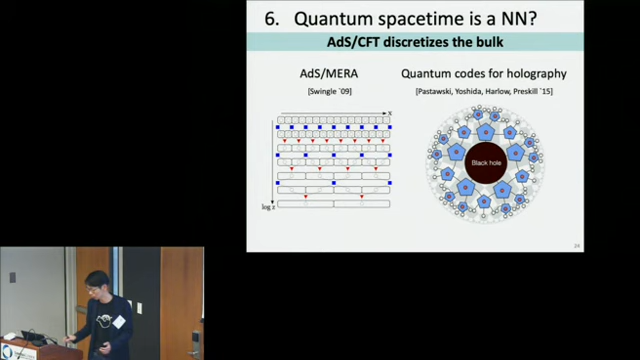 6. Quantum spacetime is a NN?
AdS/CFT discretizes the bulk
AdS/MERA
[Swingle `09]
Quantum codes for holography
[Pastawski, Yoshida, Harlow, Preskill `15]
x
log z
Black hole